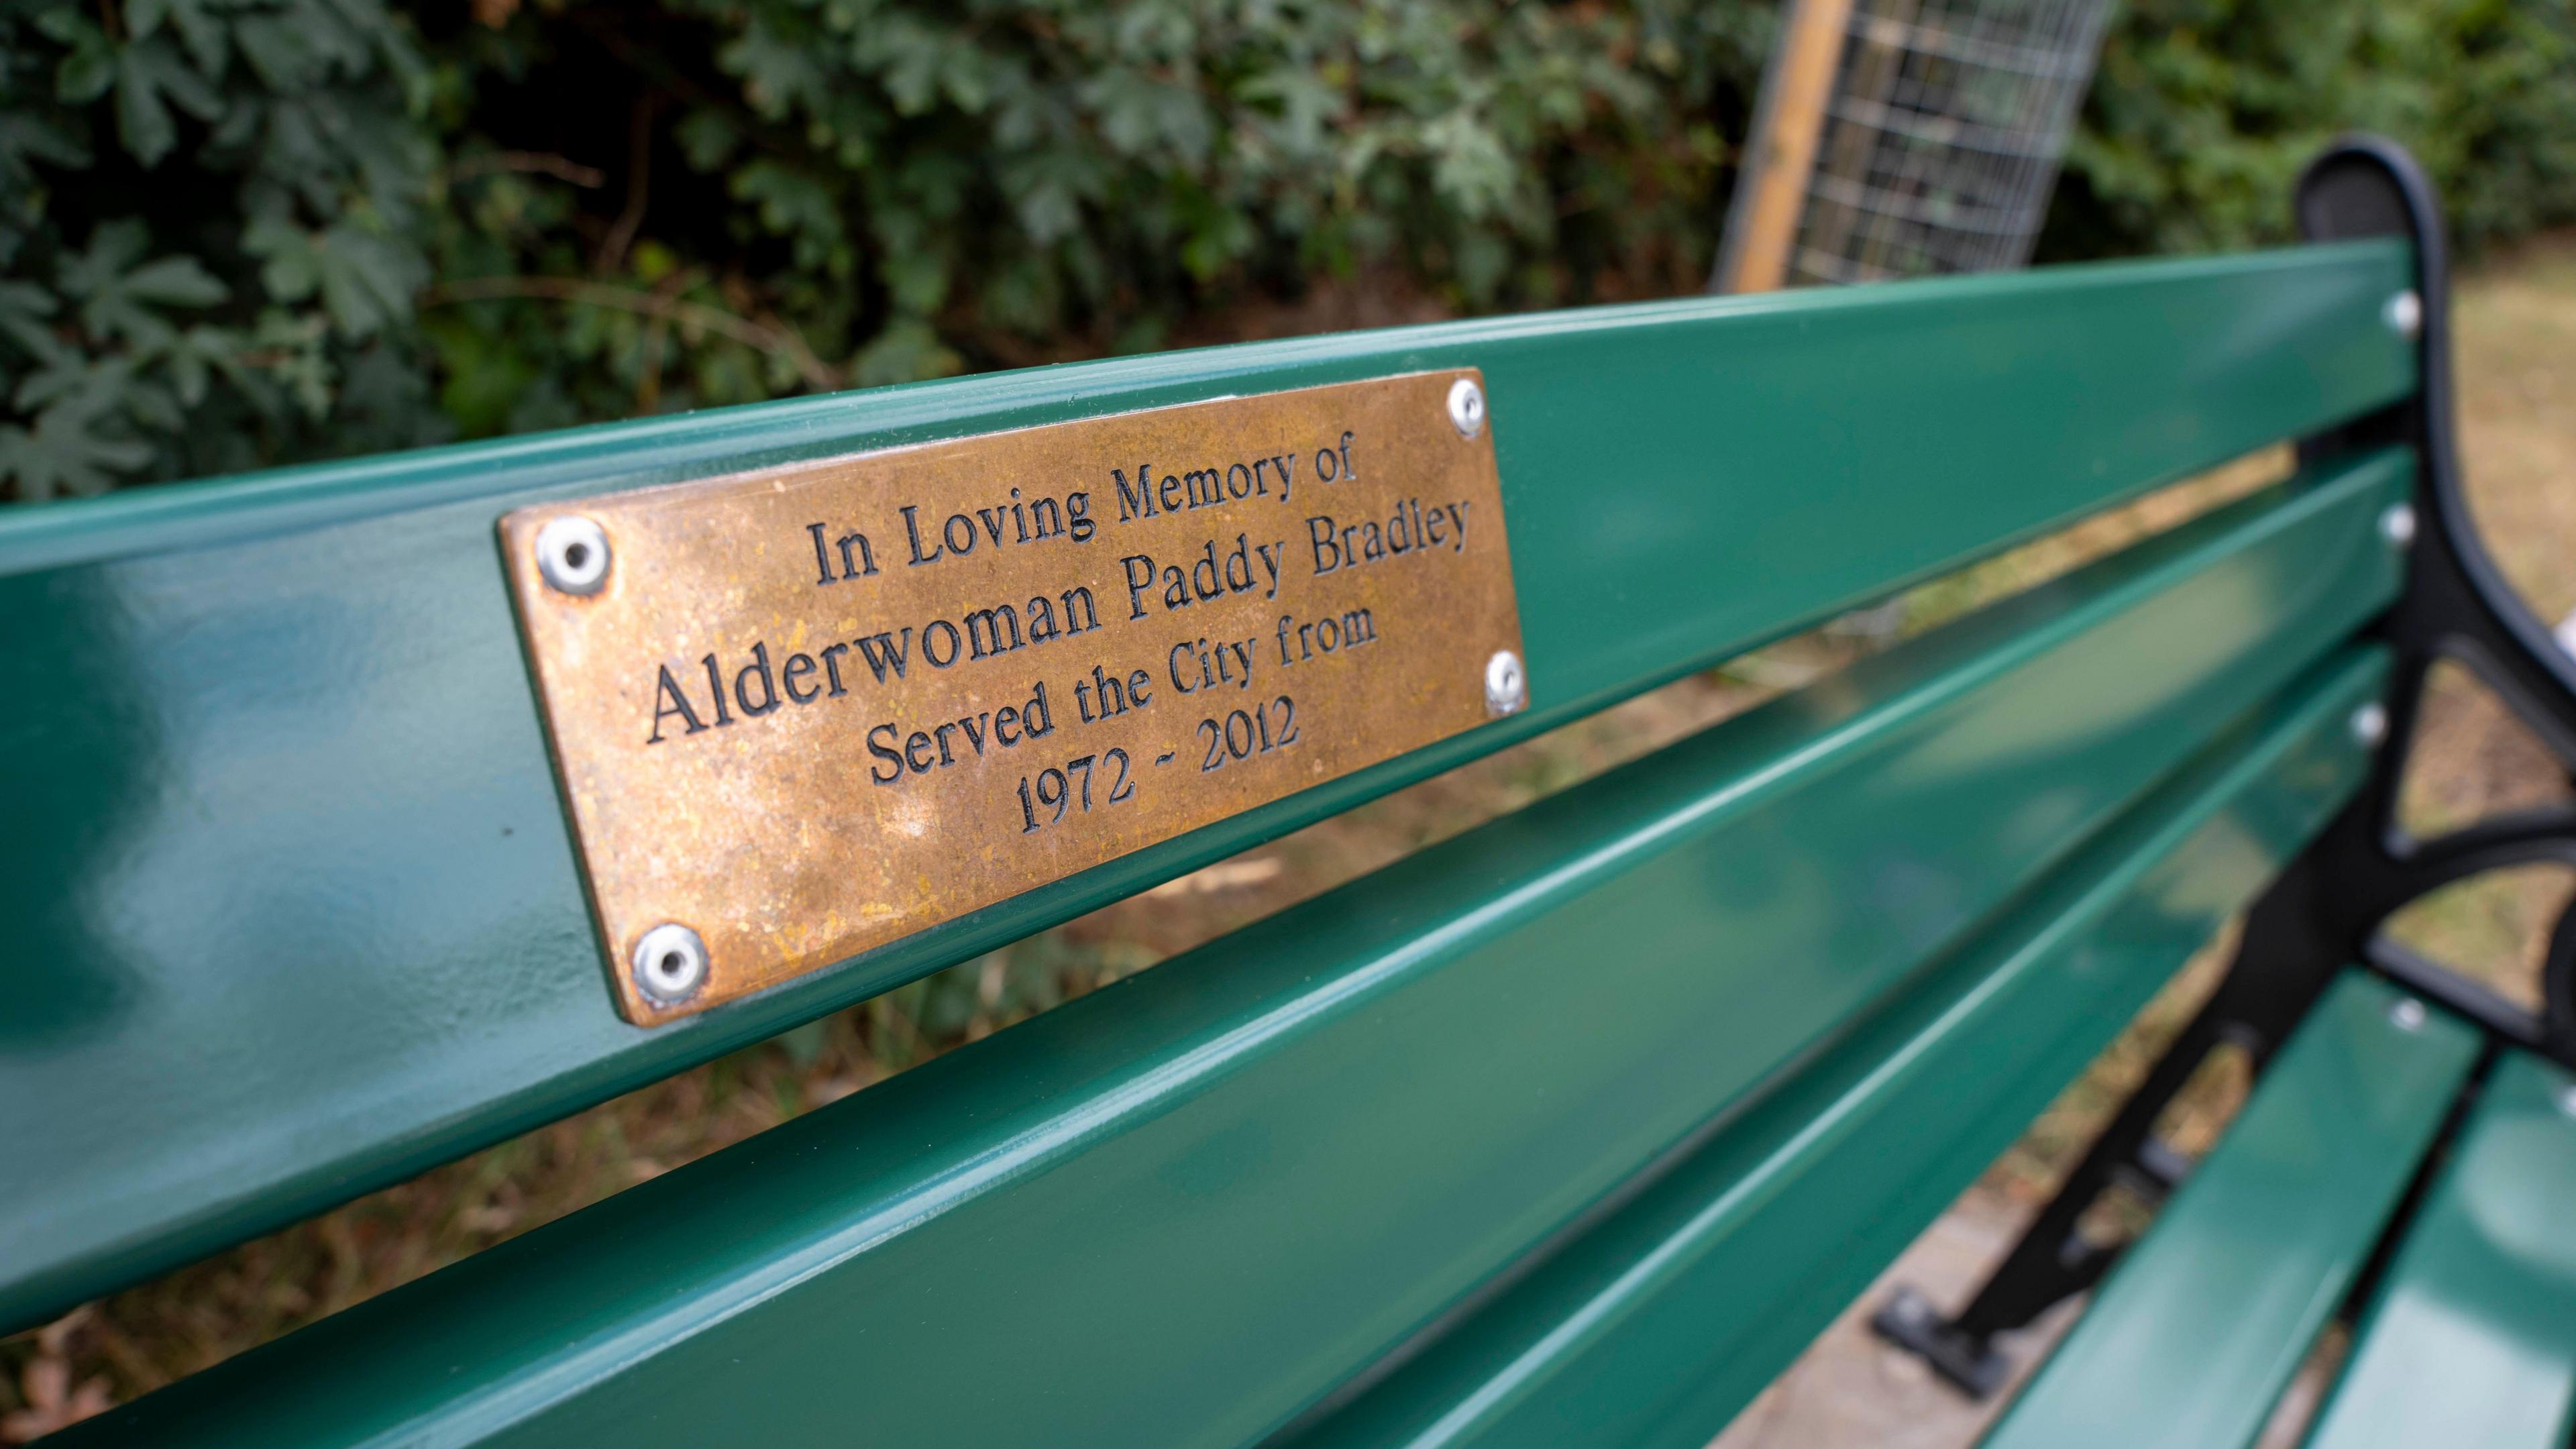 In Loving Memory of
Alderwoman Paddy Bradley
Served the City from
1972 ~ 2012